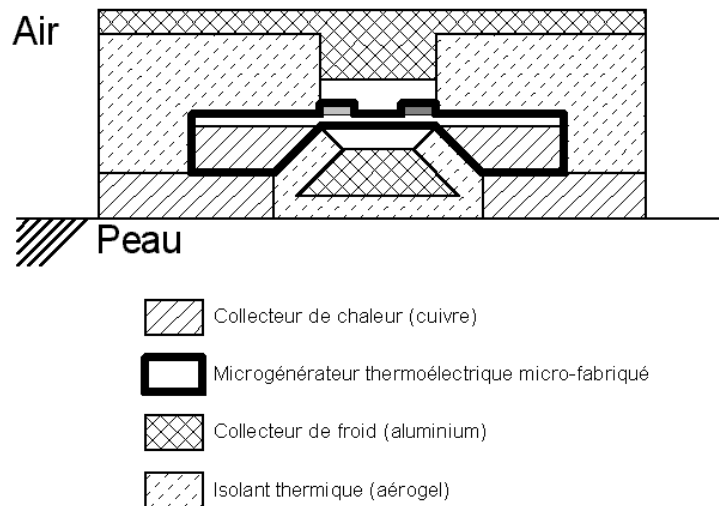 Air
Peau
Collecteur de chaleur (cuivre)
Microgénérateur thermoélectrique micro-fabriqué
Collecteur de froid (aluminium)
Isolant thermique (aérogel)